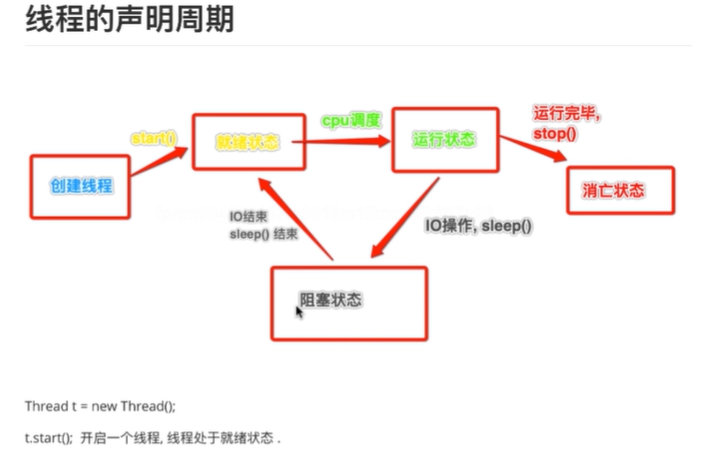 线程的声明周期
start()
就绪状态
cpu调度
运行状态
运行完毕,
stop()
创建线程
消亡状态
IO结束
sleep() 结束
IO操作, sleep()
阻塞状态
Thread t = new Thread();
t.start();  开启一个线程, 线程处于就绪状态 .